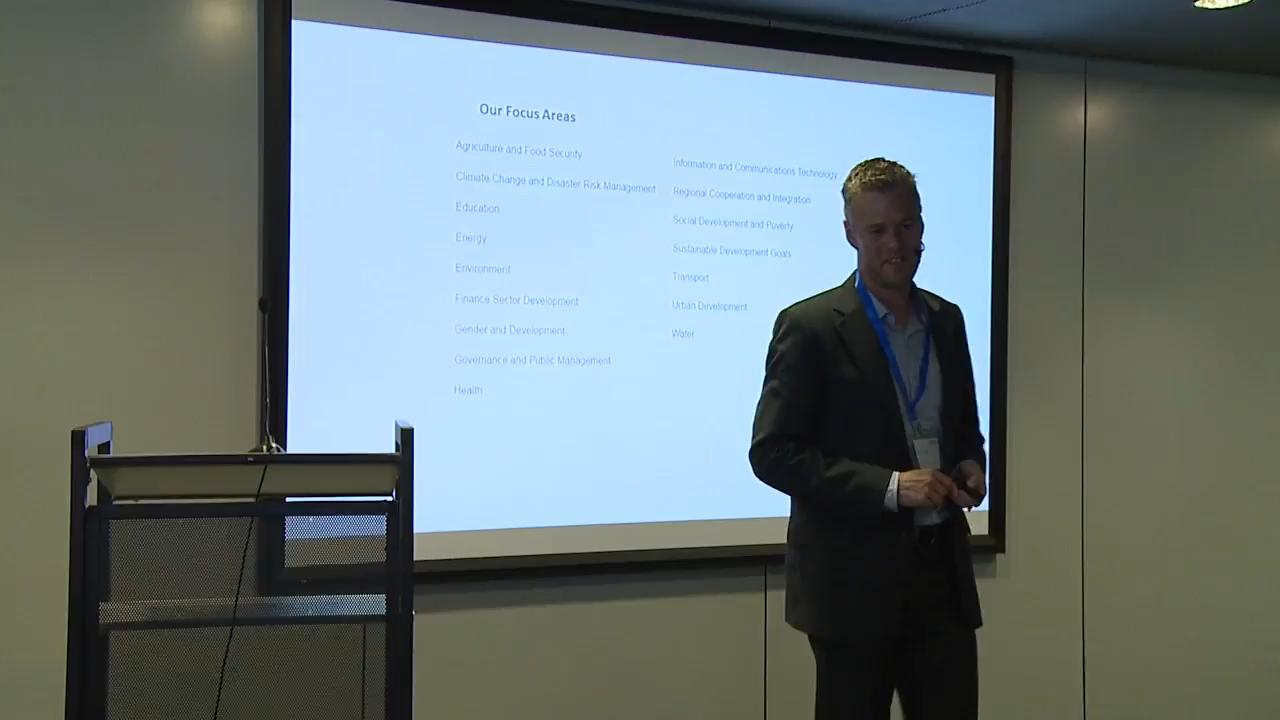 Our Focus Areas
Agriculture and Food Security
Climate Change and Disaster Risk Management
Education
Energy
Environment
Finance Sector Development
Gender and Development
Governance and Public Management
Health
Information and Communications Technology
Regional Cooperation and Integration
Social Development and Poverty
Sustainable Development Goals
Transport
Urban Development
Water